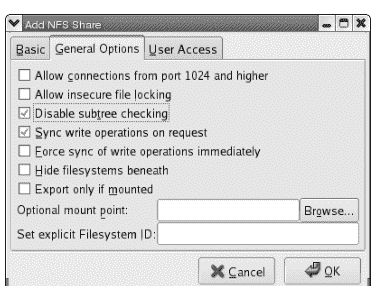 Add NFS Share
Basic General Options User Access
Allow connections from port 1024 and higher
Allow insecure file locking
Disable subtree checking
Sync write operations on request
Force sync of write operations immediately
Hide filesystems beneath
Export only if mounted
Optional mount point: Browse...
Set explicit Filesystem ID:
Cancel OK